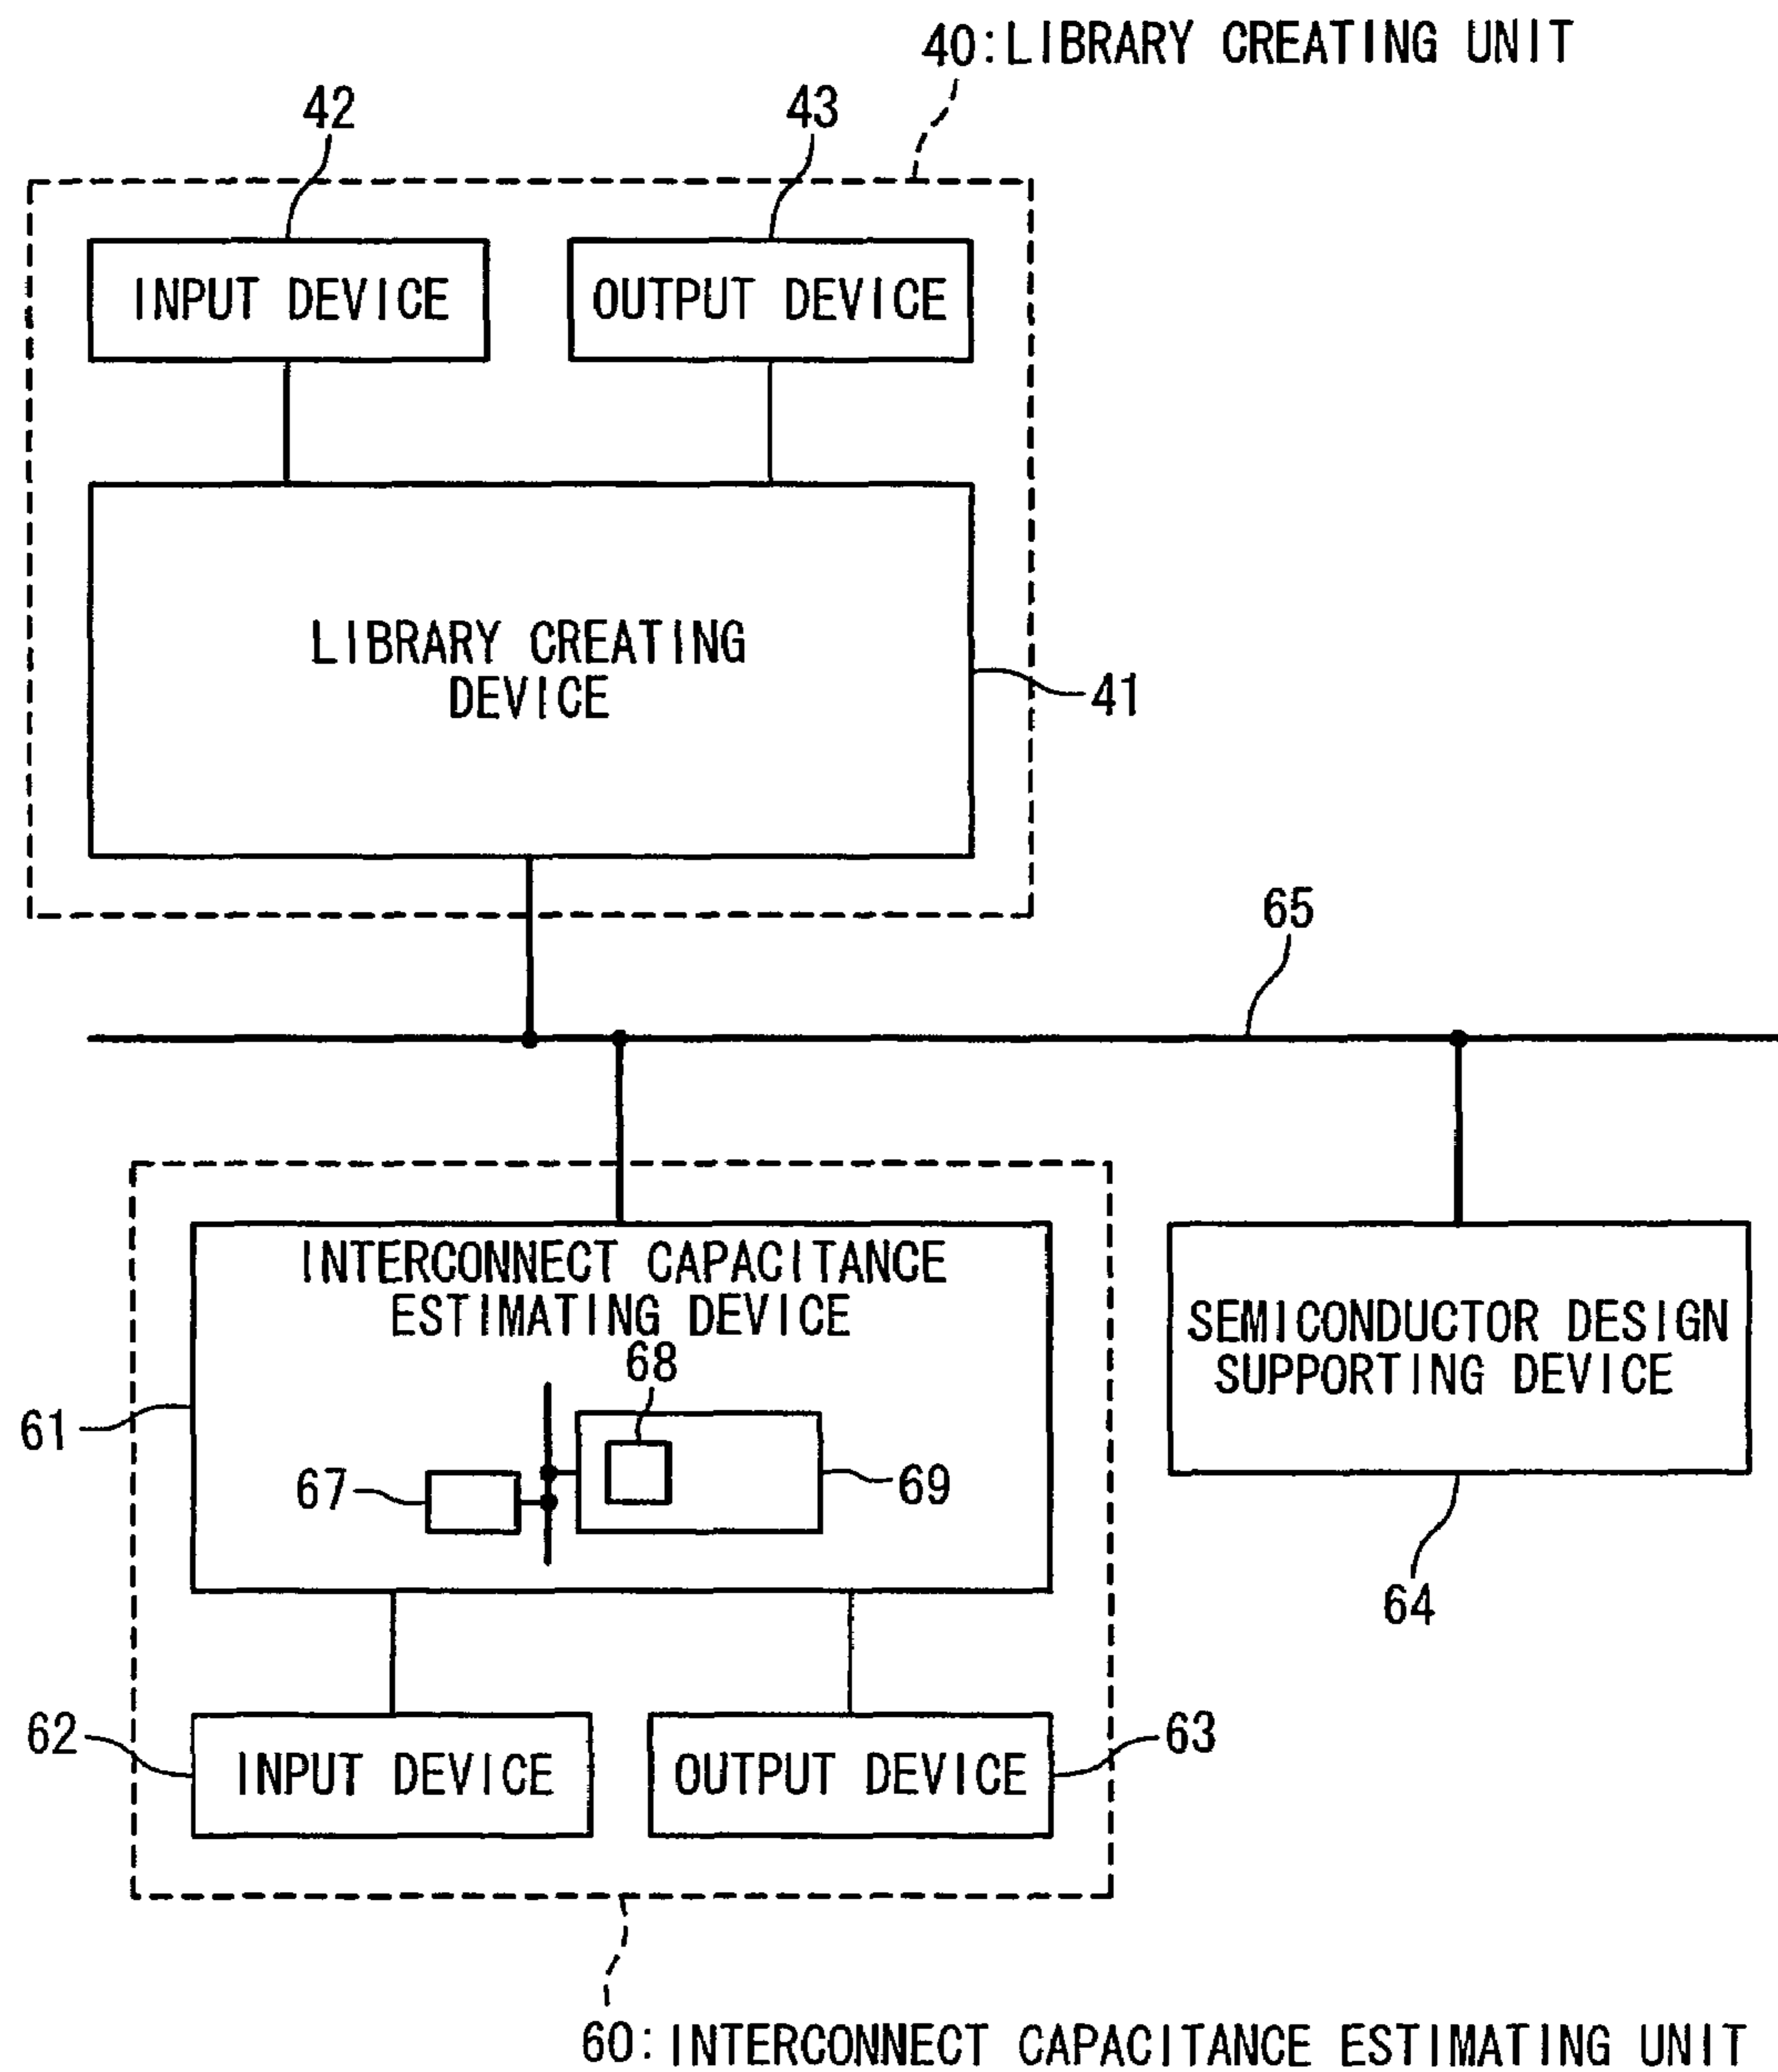 40:LIBRARY CREATING UNIT
42
43
INPUT DEVICE
OUTPUT DEVICE
LIBRARY CREATING
DEVICE
41
65
INTERCONNECT CAPACITANCE
ESTIMATING DEVICE
68
61
67
69
SEMICONDUCTOR DESIGN
SUPPORTING DEVICE
64
62
INPUT DEVICE
OUTPUT DEVICE
63
60:INTERCONNECT CAPACITANCE ESTIMATING UNIT